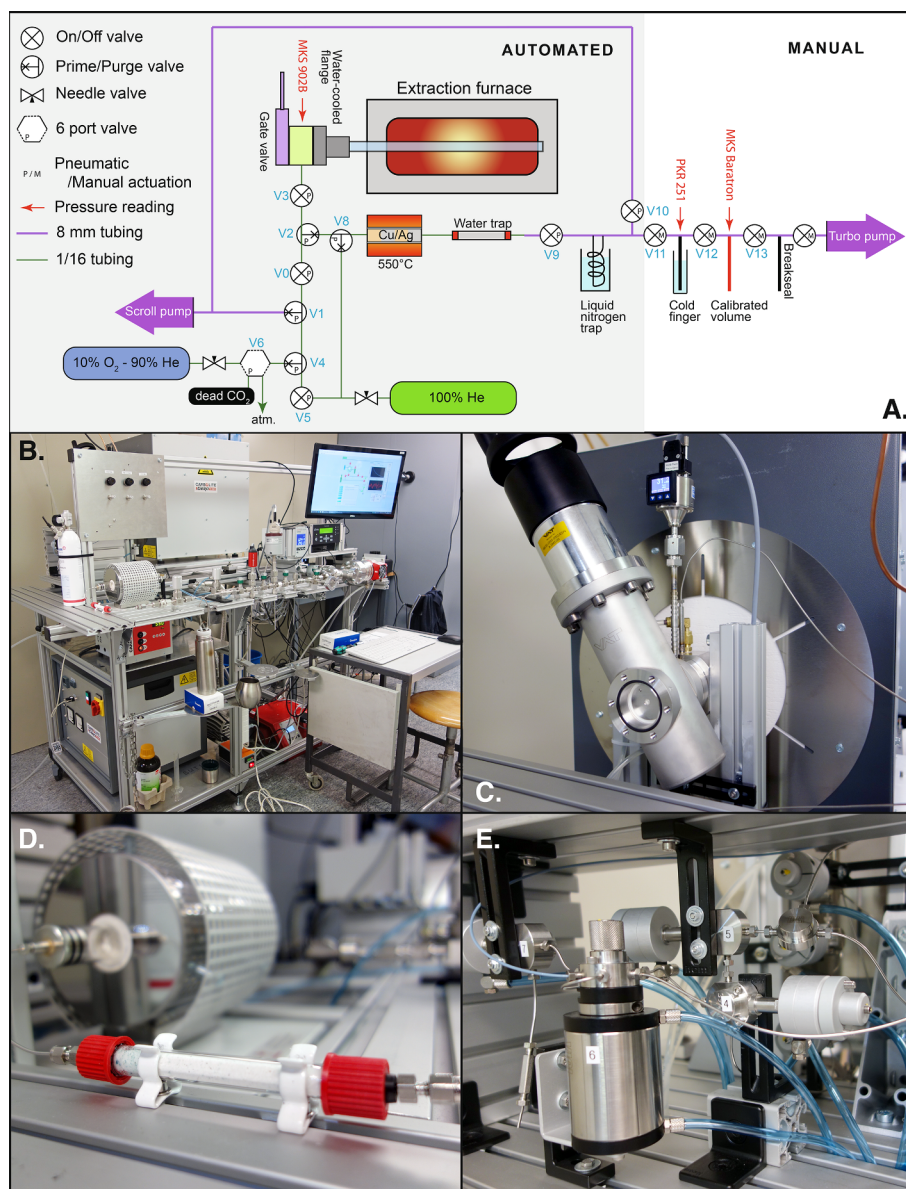 On/Off valve
Prime/Purge valve
Needle valve
6 port valve
P / M
Pneumatic
/Manual actuation
Pressure reading
8 mm tubing
1/16 tubing
AUTOMATED
MANUAL
MKS 902B
Water-cooled
flange
Gate valve
Extraction furnace
V3
P
V2
P
V8
P
Cu/Ag
550°C
Water trap
V9
P
V10
P
PKR 251
MKS Baratron
V11
M
V12
M
V13
M
M
Turbo pump
Liquid
nitrogen
trap
Cold
finger
Calibrated
volume
Breakseal
V0
P
Scroll pump
V1
P
V6
P
10% O2 - 90% He
V4
P
dead CO2
atm.
V5
P
100% He
A.
B.
CARBOLITE
C.
VAT
D.
E.
7
5
4
6